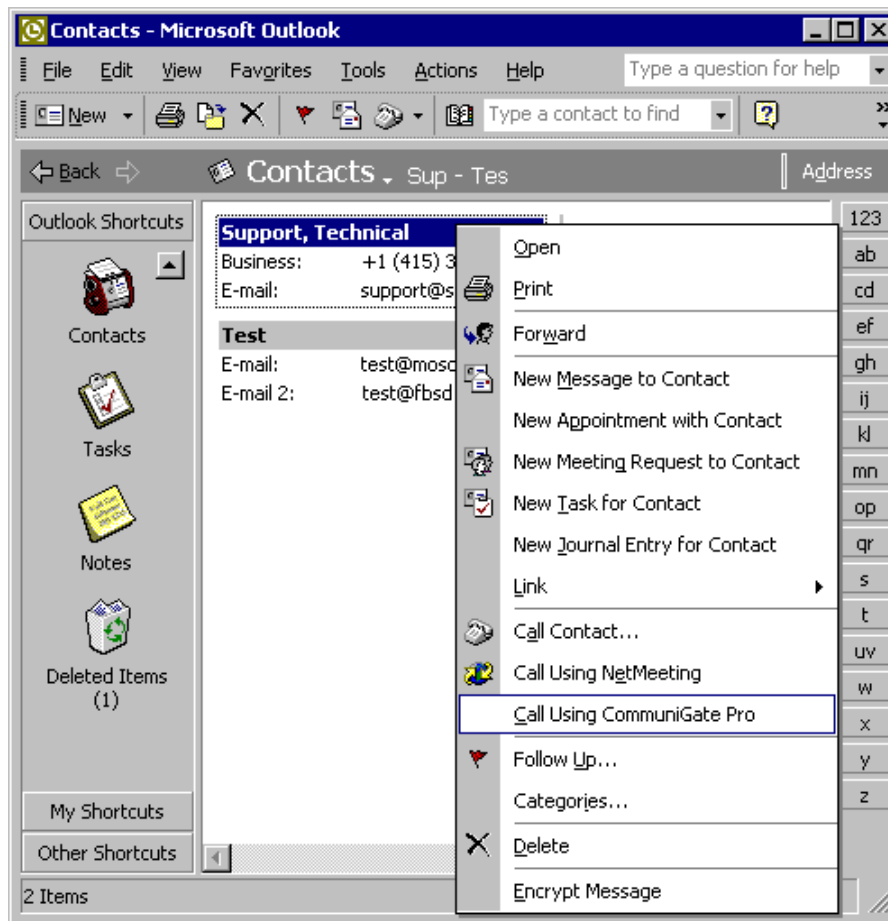 Contacts - Microsoft Outlook
File Edit View Favorites Tools Actions Help Type a question for help
New Type a contact to find
Back Contacts Sup - Tes Address
Outlook Shortcuts
Contacts
Tasks
Notes
Deleted Items
(1)
My Shortcuts
Other Shortcuts
Support, Technical
Business: +1 (415) 3
E-mail: support@s
Test
E-mail: test@mosc
E-mail 2: test@fbsd
Open
Print
Forward
New Message to Contact
New Appointment with Contact
New Meeting Request to Contact
New Task for Contact
New Journal Entry for Contact
Link
Call Contact...
Call Using NetMeeting
Call Using CommuniGate Pro
Follow Up...
Categories...
Delete
Encrypt Message
123
ab
cd
ef
gh
ij
kl
mn
op
qr
s
t
uv
w
x
y
z
2 Items